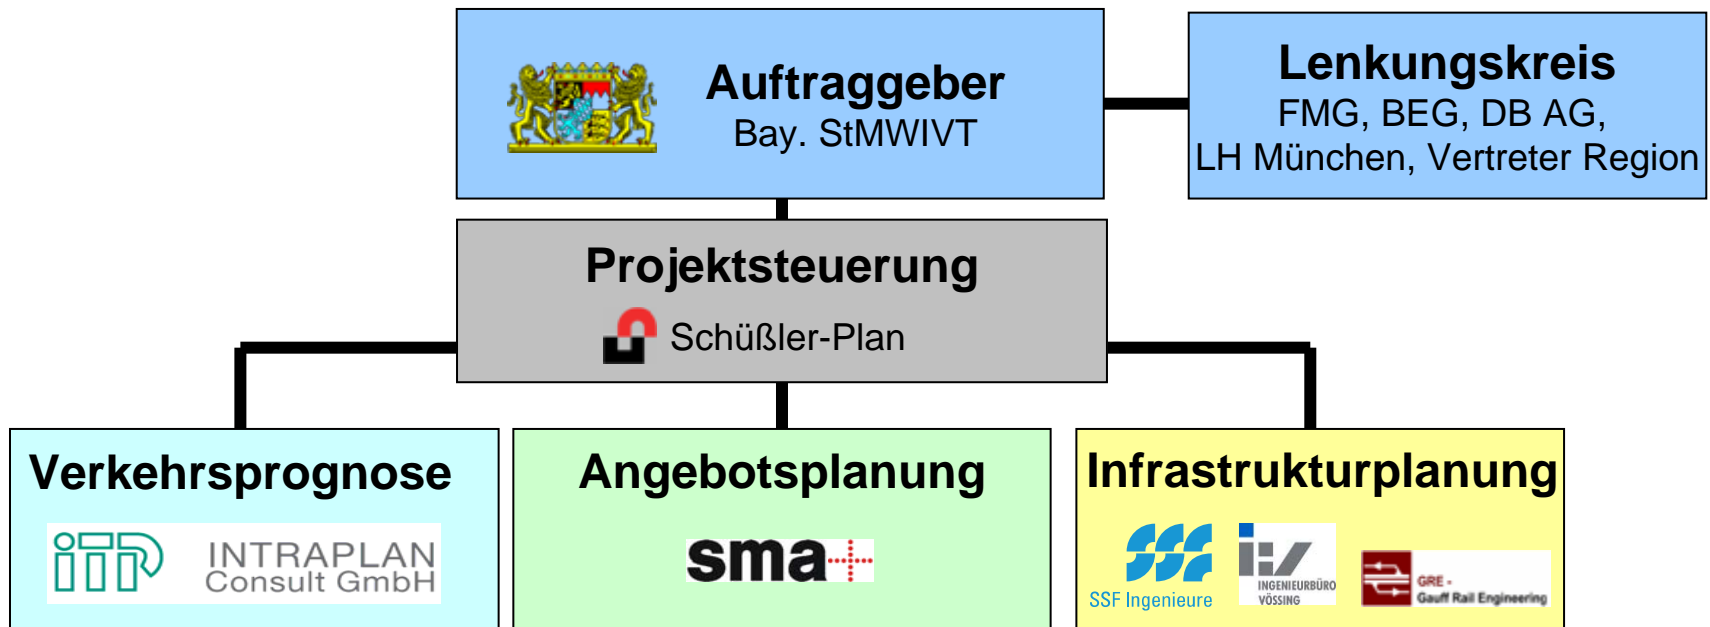 Auftraggeber
Bay. StMWIVT
Lenkungskreis
FMG, BEG, DB AG,
LH München, Vertreter Region
Projektsteuerung
Schüßler-Plan
Verkehrsprognose
iTP INTRAPLAN
Consult GmbH
Angebotsplanung
sma
Infrastrukturplanung
SSF Ingenieure
INGENIEURBÜRO
VÖSSING
GRE -
Gauff Rail Engineering